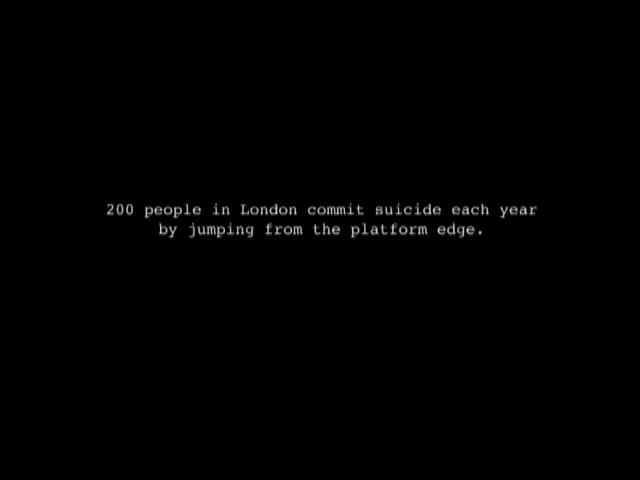 200 people in London commit suicide each year
by jumping from the platform edge.